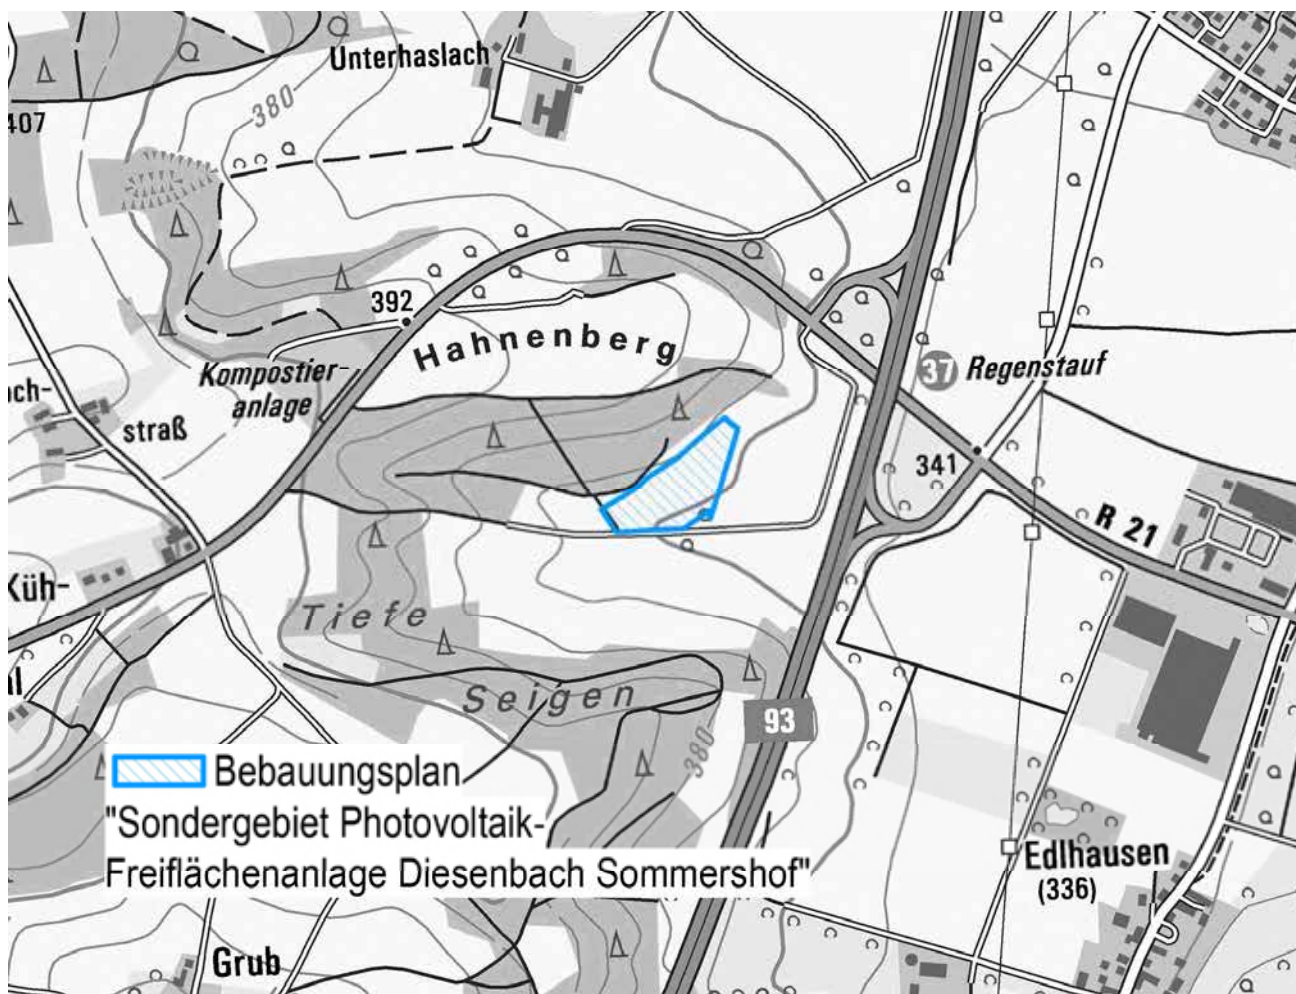 Unterhaslach
380
407
392
Hahnenberg
Kompostier-
anlage
37 Regenstauf
straß
341
R 21
Küh-
Tiefe
Seigen
93
380
Bebauungsplan
"Sondergebiet Photovoltaik-
Freiflächenanlage Diesenbach Sommershof"
Edlhausen
(336)
Grub